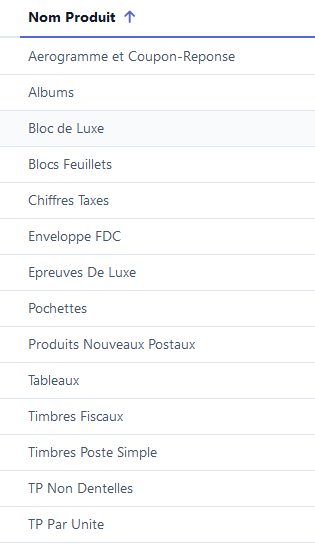 Nom Produit ↑
Aerogramme et Coupon-Reponse
Albums
Bloc de Luxe
Blocs Feuillets
Chiffres Taxes
Enveloppe FDC
Epreuves De Luxe
Pochettes
Produits Nouveaux Postaux
Tableaux
Timbres Fiscaux
Timbres Poste Simple
TP Non Dentelles
TP Par Unite